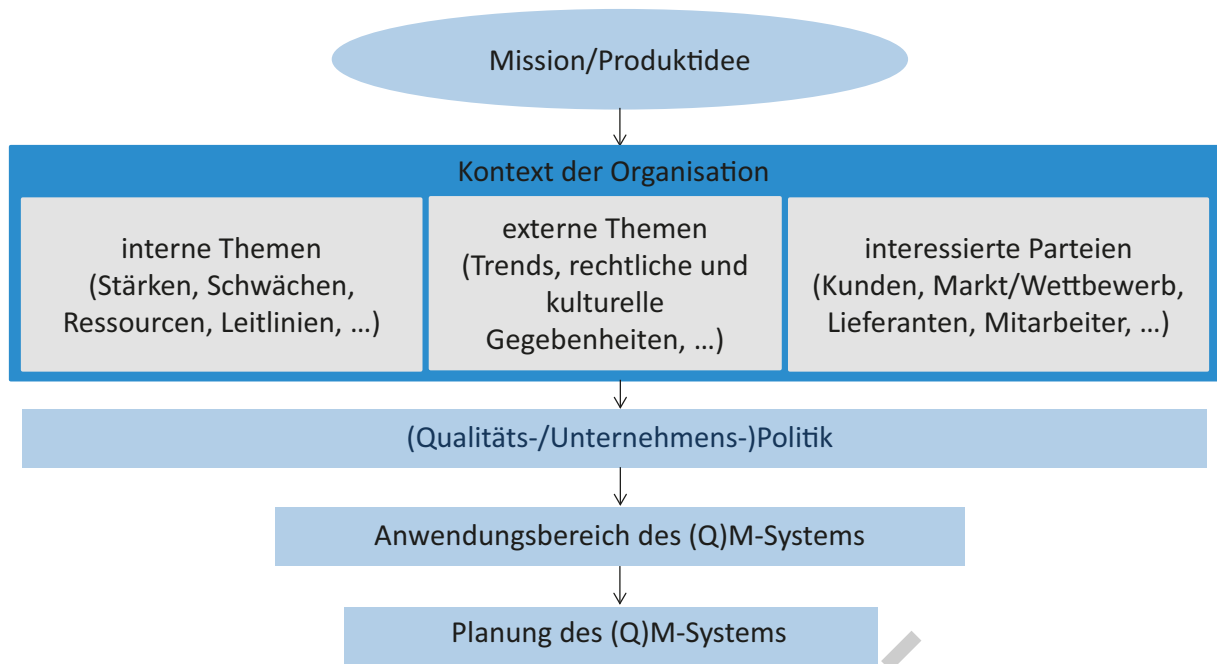 Mission/Produktidee
Kontext der Organisation
interne Themen
(Stärken, Schwächen,
Ressourcen, Leitlinien, …)
externe Themen
(Trends, rechtliche und
kulturelle
Gegebenheiten, …)
interessierte Parteien
(Kunden, Markt/Wettbewerb,
Lieferanten, Mitarbeiter, …)
(Qualitäts-/Unternehmens-)Politik
Anwendungsbereich des (Q)M-Systems
Planung des (Q)M-Systems